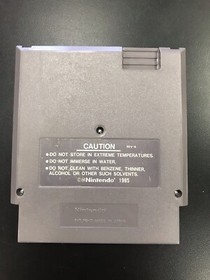 CAUTION
•DO NOT STORE IN EXTREME TEMPERATURES.
•DO NOT IMMERSE IN WATER.
•DO NOT CLEAN WITH BENZENE, THINNER,
ALCOHOL OR OTHER SUCH SOLVENTS.
©Nintendo 1985